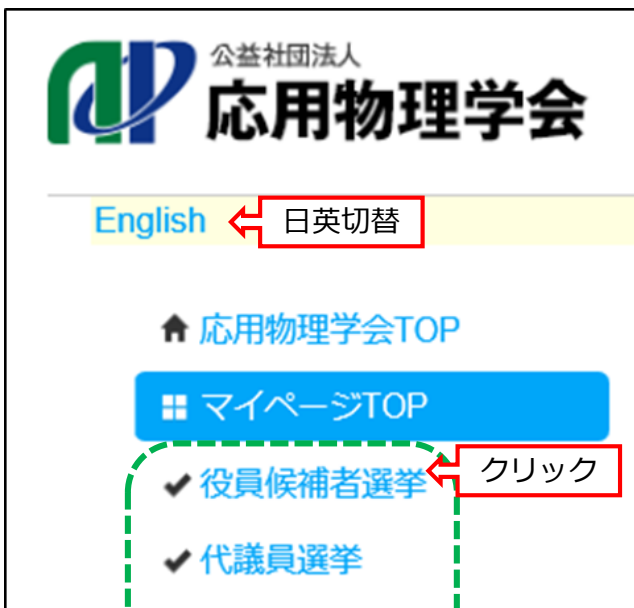 公益社団法人
応用物理学会
English
日英切替
応用物理学会TOP
マイページTOP
役員候補者選挙
クリック
代議員選挙